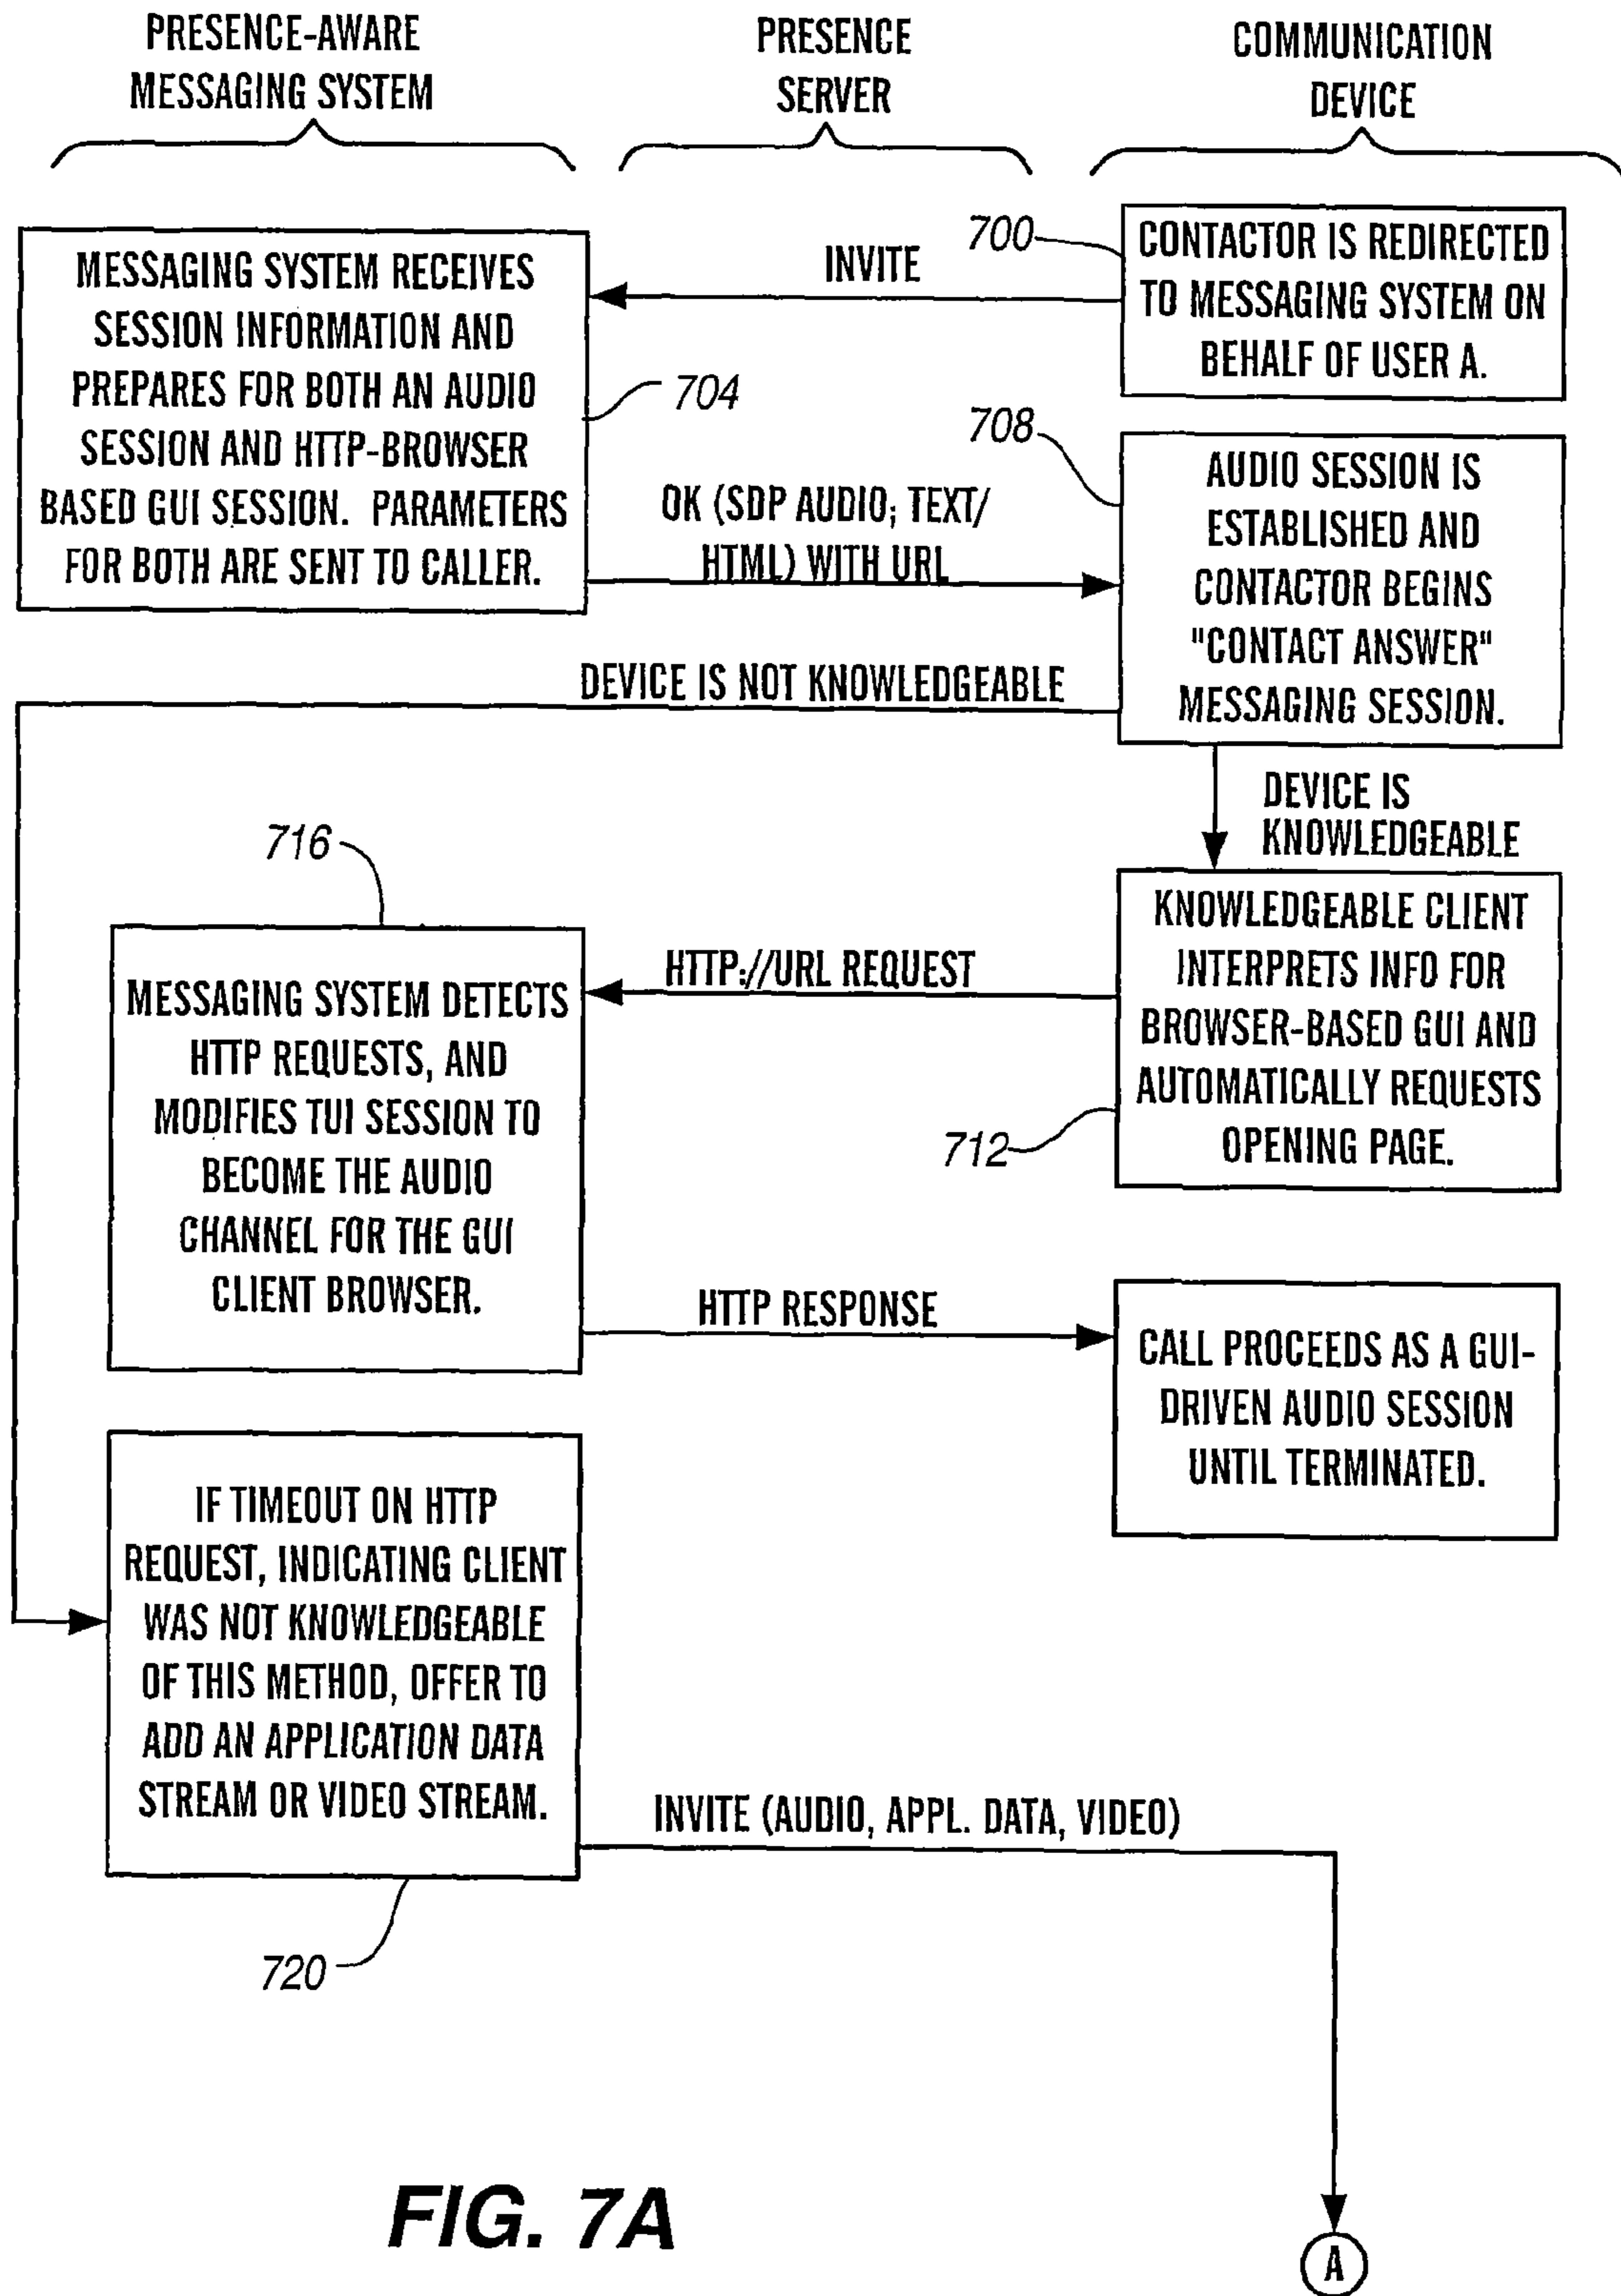 PRESENCE-AWARE
MESSAGING SYSTEM
PRESENCE
SERVER
COMMUNICATION
DEVICE
700
CONTACTOR IS REDIRECTED
TO MESSAGING SYSTEM ON
BEHALF OF USER A.
INVITE
MESSAGING SYSTEM RECEIVES
SESSION INFORMATION AND
PREPARES FOR BOTH AN AUDIO
SESSION AND HTTP-BROWSER
BASED GUI SESSION. PARAMETERS
FOR BOTH ARE SENT TO CALLER.
704
OK (SDP AUDIO; TEXT/
HTML) WITH URL
708
AUDIO SESSION IS
ESTABLISHED AND
CONTACTOR BEGINS
"CONTACT ANSWER"
MESSAGING SESSION.
DEVICE IS NOT KNOWLEDGEABLE
DEVICE IS
KNOWLEDGEABLE
KNOWLEDGEABLE CLIENT
INTERPRETS INFO FOR
BROWSER-BASED GUI AND
AUTOMATICALLY REQUESTS
OPENING PAGE.
712
HTTP://URL REQUEST
716
MESSAGING SYSTEM DETECTS
HTTP REQUESTS, AND
MODIFIES TUI SESSION TO
BECOME THE AUDIO
CHANNEL FOR THE GUI
CLIENT BROWSER.
HTTP RESPONSE
CALL PROCEEDS AS A GUI-
DRIVEN AUDIO SESSION
UNTIL TERMINATED.
IF TIMEOUT ON HTTP
REQUEST, INDICATING CLIENT
WAS NOT KNOWLEDGEABLE
OF THIS METHOD, OFFER TO
ADD AN APPLICATION DATA
STREAM OR VIDEO STREAM.
720
INVITE (AUDIO, APPL. DATA, VIDEO)
A
FIG. 7A